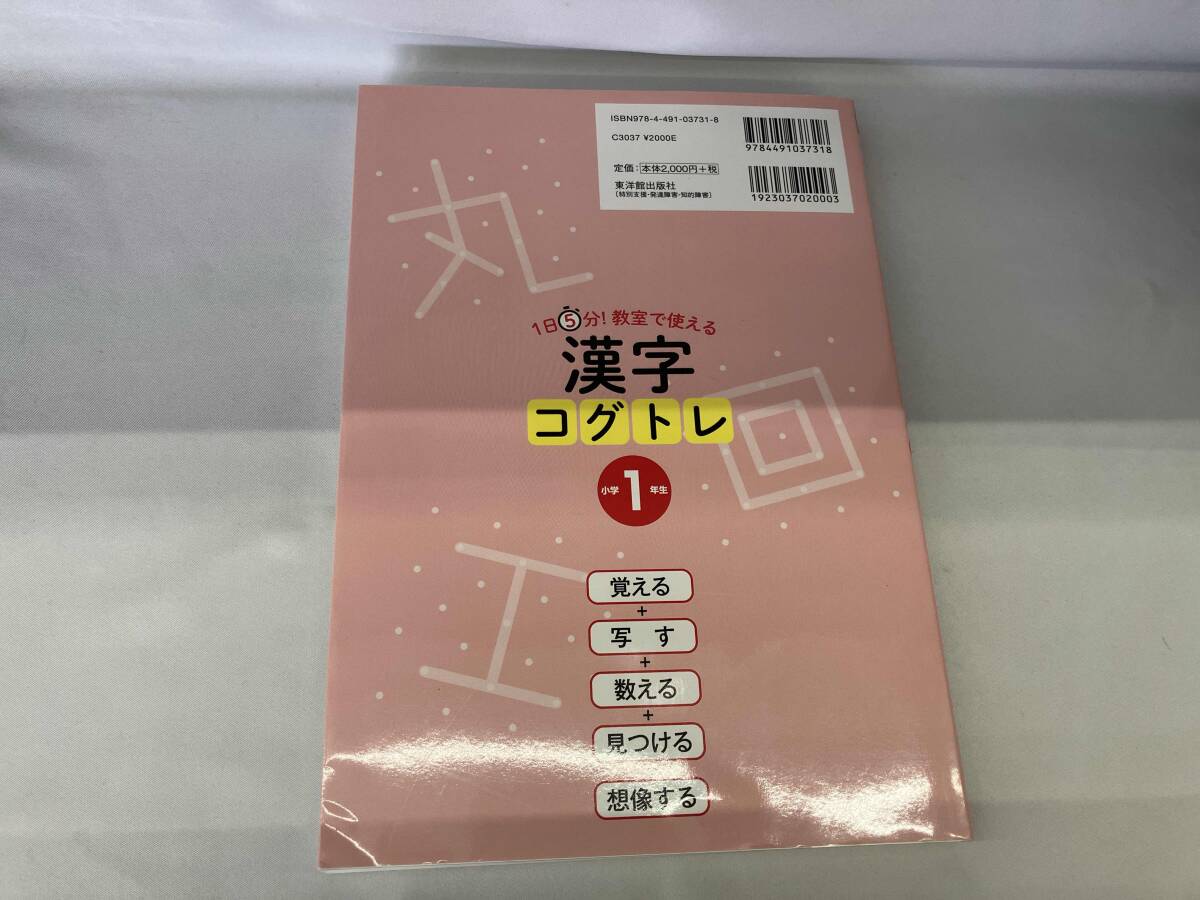 ISBN978-4-491-03731-8
C3037 ¥2000E
定価：本体2,000円＋税
東洋館出版社
（特別支援・発達障害・知的障害）
9784491037318
1923037020003
丸
1日5分！教室で使える
漢字
コグトレ
回
小学1年生
工
覚える
+
写 す
+
数える
+
見つける
想像する